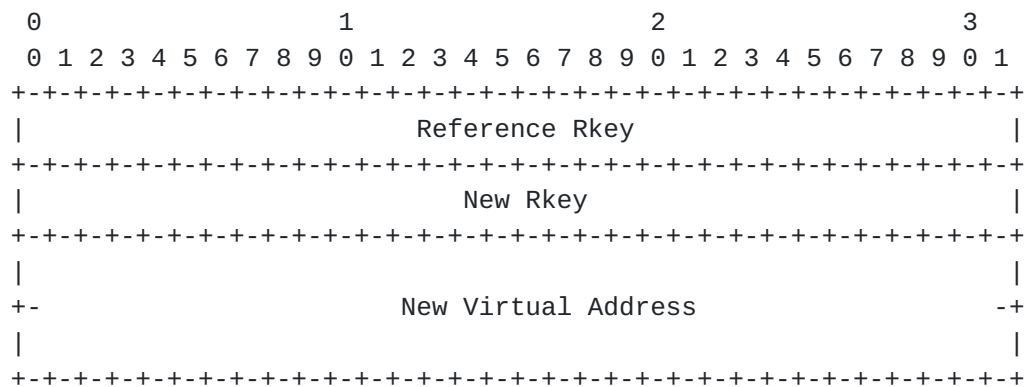 0                   1                   2                   3
 0 1 2 3 4 5 6 7 8 9 0 1 2 3 4 5 6 7 8 9 0 1 2 3 4 5 6 7 8 9 0 1
+-+-+-+-+-+-+-+-+-+-+-+-+-+-+-+-+-+-+-+-+-+-+-+-+-+-+-+-+-+-+-+-+
|                         Reference Rkey                        |
+-+-+-+-+-+-+-+-+-+-+-+-+-+-+-+-+-+-+-+-+-+-+-+-+-+-+-+-+-+-+-+-+
|                            New Rkey                           |
+-+-+-+-+-+-+-+-+-+-+-+-+-+-+-+-+-+-+-+-+-+-+-+-+-+-+-+-+-+-+-+-+
|                                                               |
+-                       New Virtual Address                   -+
|                                                               |
+-+-+-+-+-+-+-+-+-+-+-+-+-+-+-+-+-+-+-+-+-+-+-+-+-+-+-+-+-+-+-+-+